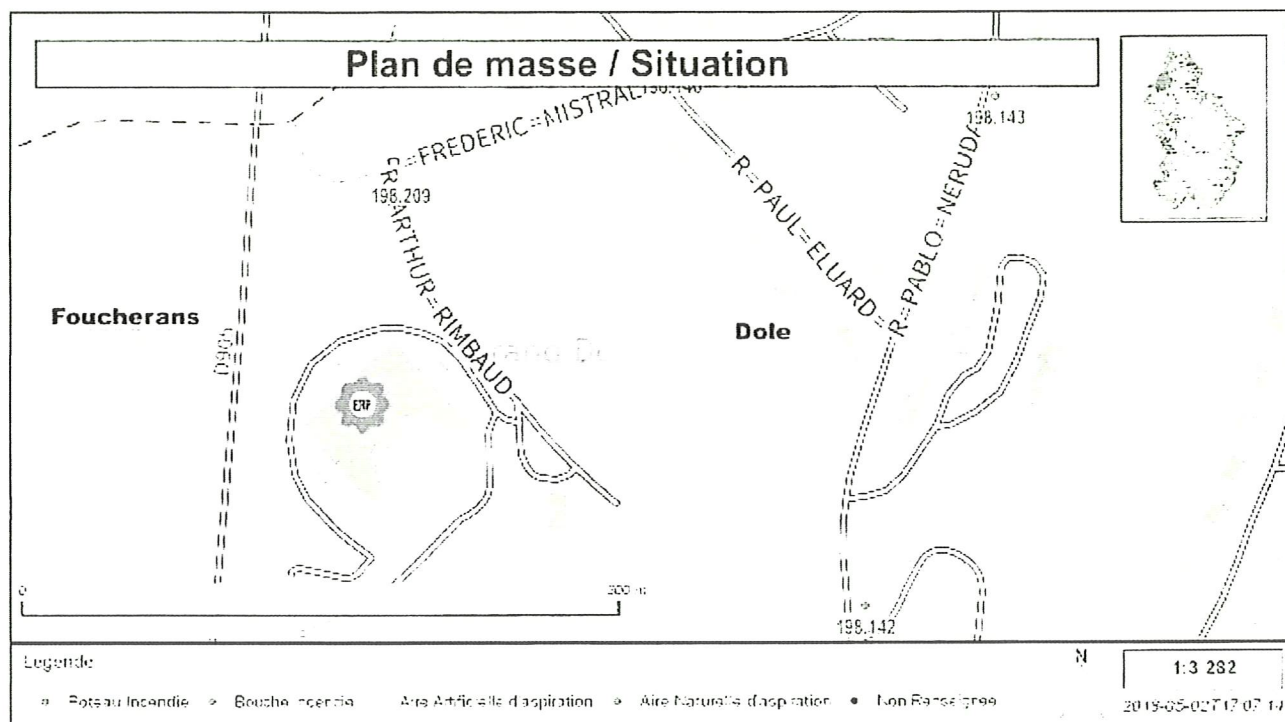 Plan de masse / Situation
198.143
R=FREDERIC=MISTRAL
198.209
R=PAUL=ELUARD=
R=PABLO=NERUDA
R=ARTHUR=RIMBAUD
Foucherans
Dole
ERP
0
300 m
198.142
Legende
N
1:3 282
Poteau Incendie Bouche Incendie Aire Artificielle d'aspiration Aire Naturelle d'aspiration Non Renseignee